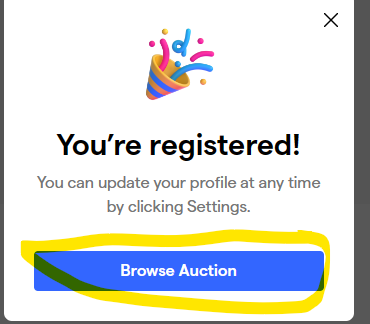 You’re registered!
You can update your profile at any time
by clicking Settings.
Browse Auction